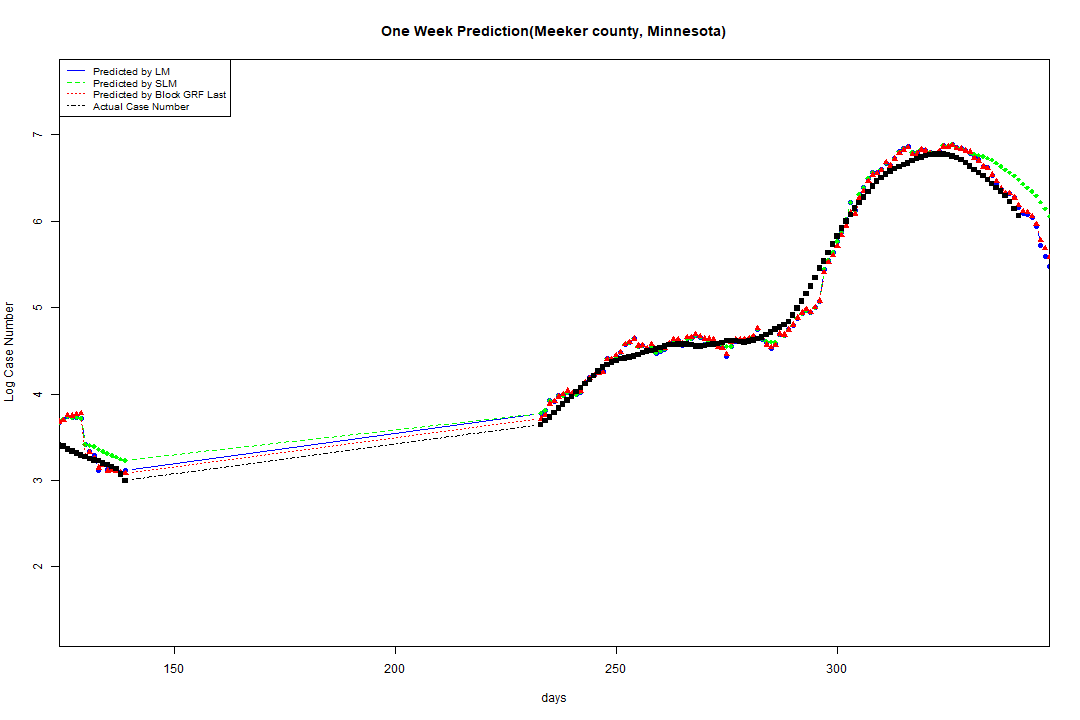 One Week Prediction(Meeker county, Minnesota)
Predicted by LM
Predicted by SLM
Predicted by Block GRF Last
Actual Case Number
Log Case Number
7
6
5
4
3
2
150
200
250
300
days